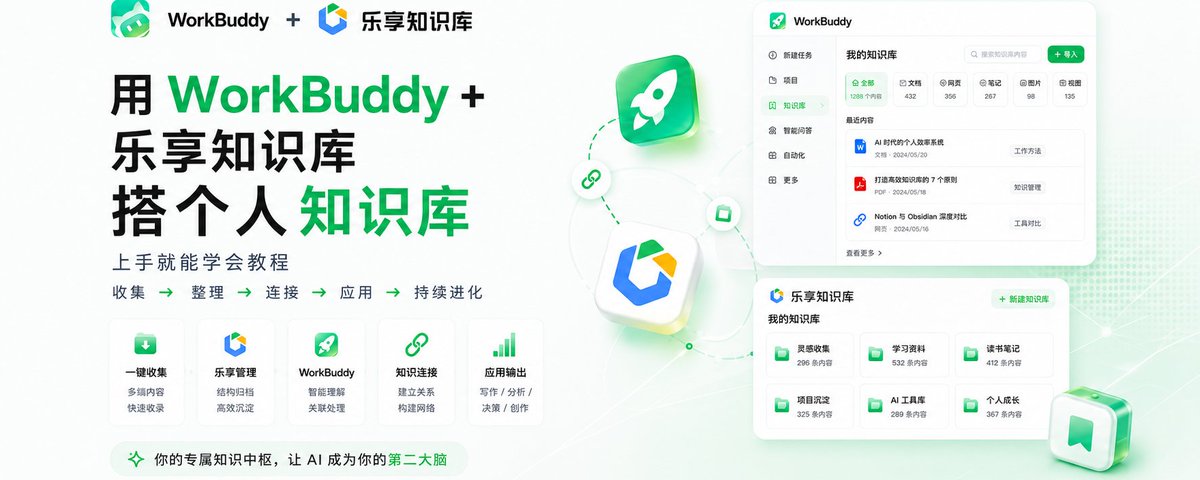 WorkBuddy + 乐享知识库
用 WorkBuddy +
乐享知识库
搭个人知识库
上手就能学会教程
收集 → 整理 → 连接 → 应用 → 持续进化
一键收集
多端内容
快速收录
乐享管理
结构归档
高效沉淀
WorkBuddy
智能理解
关联处理
知识连接
建立关系
构建网络
应用输出
写作 / 分析 /
决策 / 创作
你的专属知识中枢，让 AI 成为你的第二大脑
WorkBuddy
新建任务
项目
知识库
智能问答
自动化
更多
我的知识库
搜索知识库内容
+ 导入
全部
1288 个内容
文档
432
网页
356
笔记
267
图片
98
视图
135
最近内容
AI 时代的个人效率系统
文档 · 2024/05/20
工作方法
打造高效知识库的 7 个原则
PDF · 2024/05/18
知识管理
Notion 与 Obsidian 深度对比
网页 · 2024/05/16
工具对比
查看更多 >
乐享知识库
+ 新建知识库
我的知识库
灵感收集
296 条内容
学习资料
532 条内容
读书笔记
412 条内容
项目沉淀
325 条内容
AI 工具库
289 条内容
个人成长
367 条内容